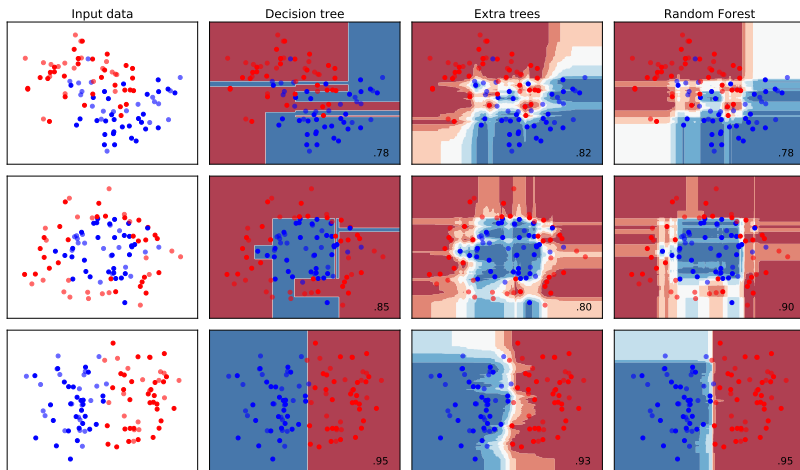 Input data
Decision tree
Extra trees
Random Forest
.78
.82
.78
.85
.80
.90
.95
.93
.95